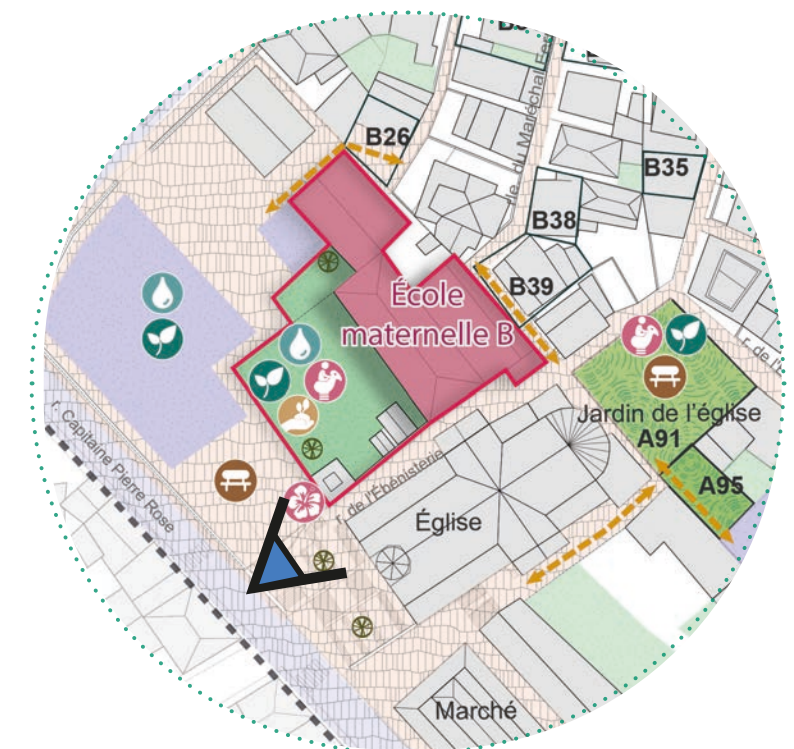 B26
B35
B38
B39
École
maternelle B
Jardin de l'église
A91
A95
r. Capitaine Pierre Rose
r. de l'Ébénisterie
Église
Marché